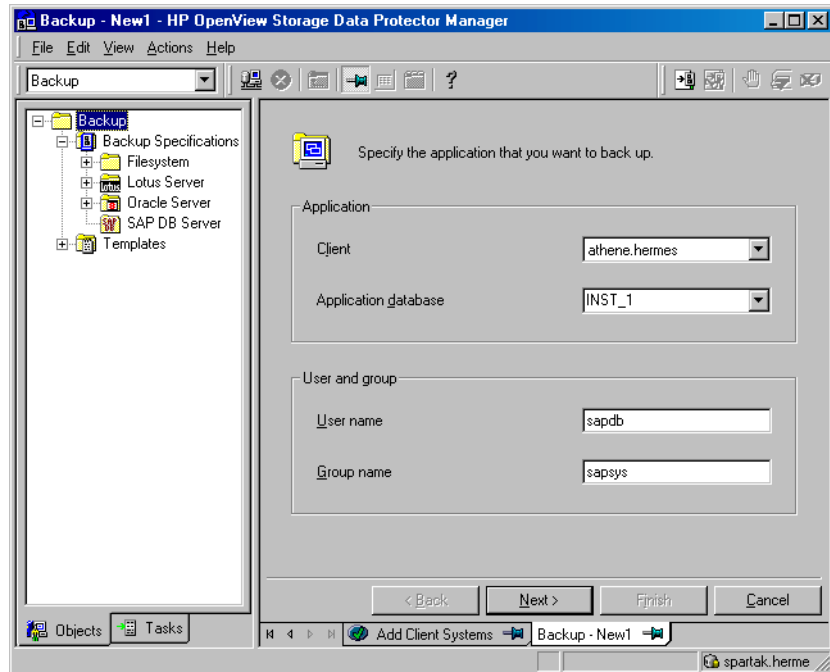 Backup - New1 - HP OpenView Storage Data Protector Manager
File Edit View Actions Help
Backup
Backup
Backup Specifications
Filesystem
Lotus Server
Oracle Server
SAP DB Server
Templates
Specify the application that you want to back up.
Application
Client
athene.hermes
Application database
INST_1
User and group
User name
sapdb
Group name
sapsys
< Back Next > Finish Cancel
Objects Tasks
Add Client Systems Backup - New1
spartak.herme